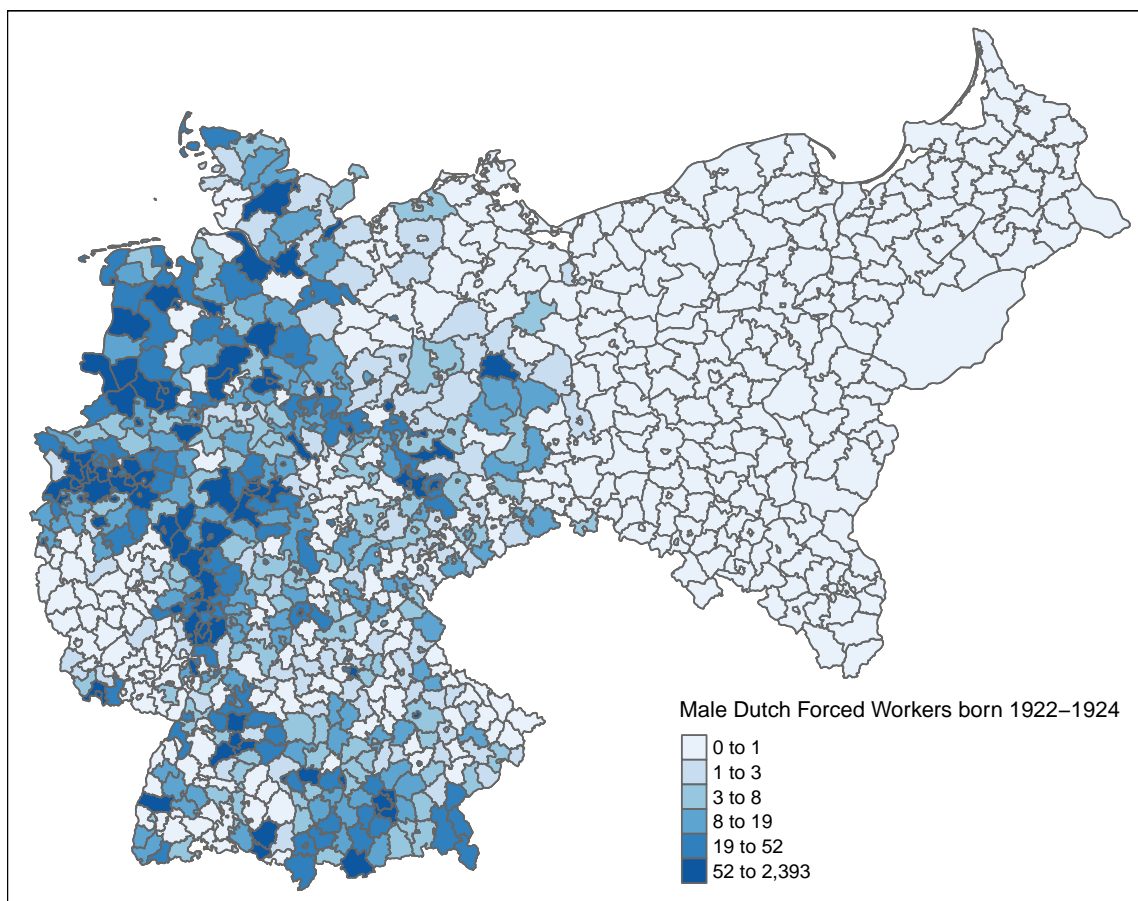 Male Dutch Forced Workers born 1922–1924
0 to 1
1 to 3
3 to 8
8 to 19
19 to 52
52 to 2,393